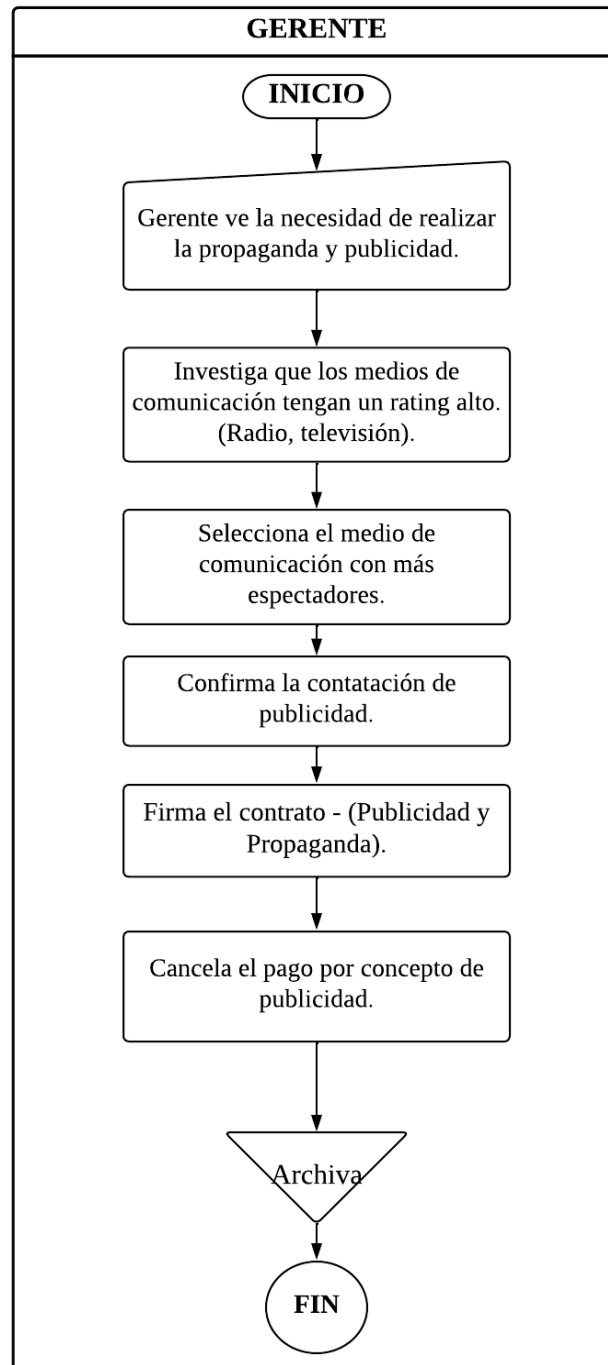 GERENTE
INICIO
Gerente ve la necesidad de realizar
la propaganda y publicidad.
Investiga que los medios de
comunicación tengan un rating alto.
(Radio, televisión).
Selecciona el medio de
comunicación con más
espectadores.
Confirma la contatación de
publicidad.
Firma el contrato - (Publicidad y
Propaganda).
Cancela el pago por concepto de
publicidad.
Archiva
FIN